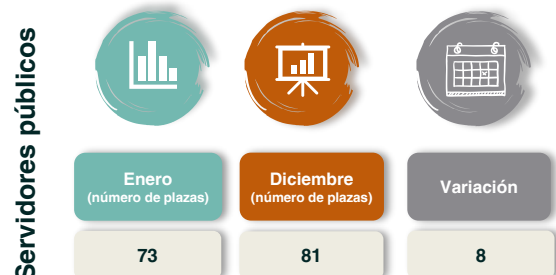 Servidores públicos
Enero
(número de plazas)
Diciembre
(número de plazas)
Variación
73
81
8